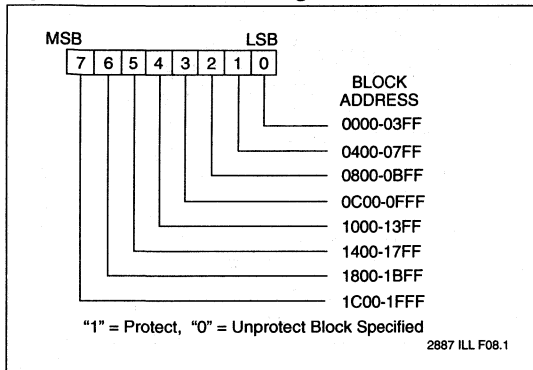 MSB LSB
7 6 5 4 3 2 1 0
BLOCK
ADDRESS
0000-03FF
0400-07FF
0800-0BFF
0C00-0FFF
1000-13FF
1400-17FF
1800-1BFF
1C00-1FFF
“1” = Protect, “0” = Unprotect Block Specified
2887 ILL F08.1